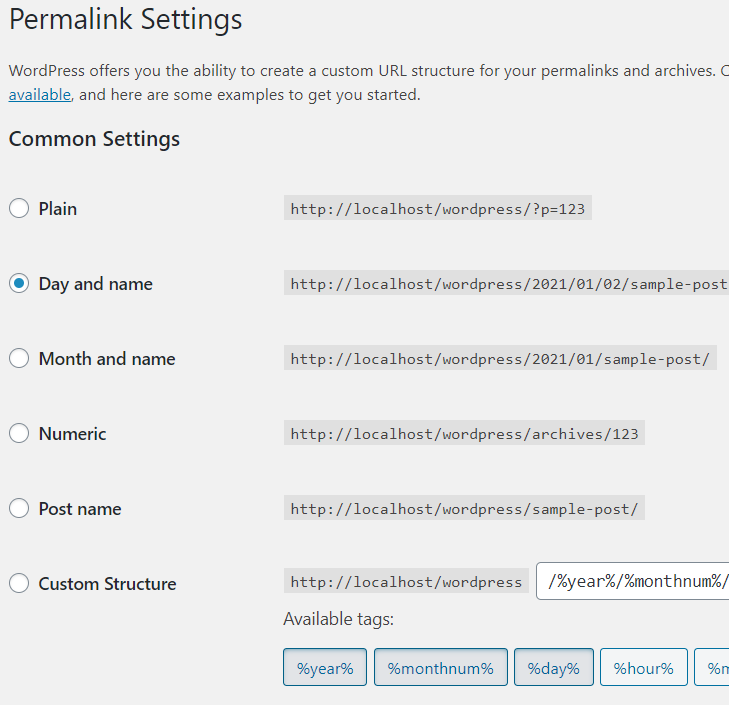 Permalink Settings
WordPress offers you the ability to create a custom URL structure for your permalinks and archives.
available, and here are some examples to get you started.
Common Settings
Plain http://localhost/wordpress/?p=123
Day and name http://localhost/wordpress/2021/01/02/sample-post
Month and name http://localhost/wordpress/2021/01/sample-post/
Numeric http://localhost/wordpress/archives/123
Post name http://localhost/wordpress/sample-post/
Custom Structure http://localhost/wordpress /%year%/%monthnum%/
Available tags:
%year% %monthnum% %day% %hour%